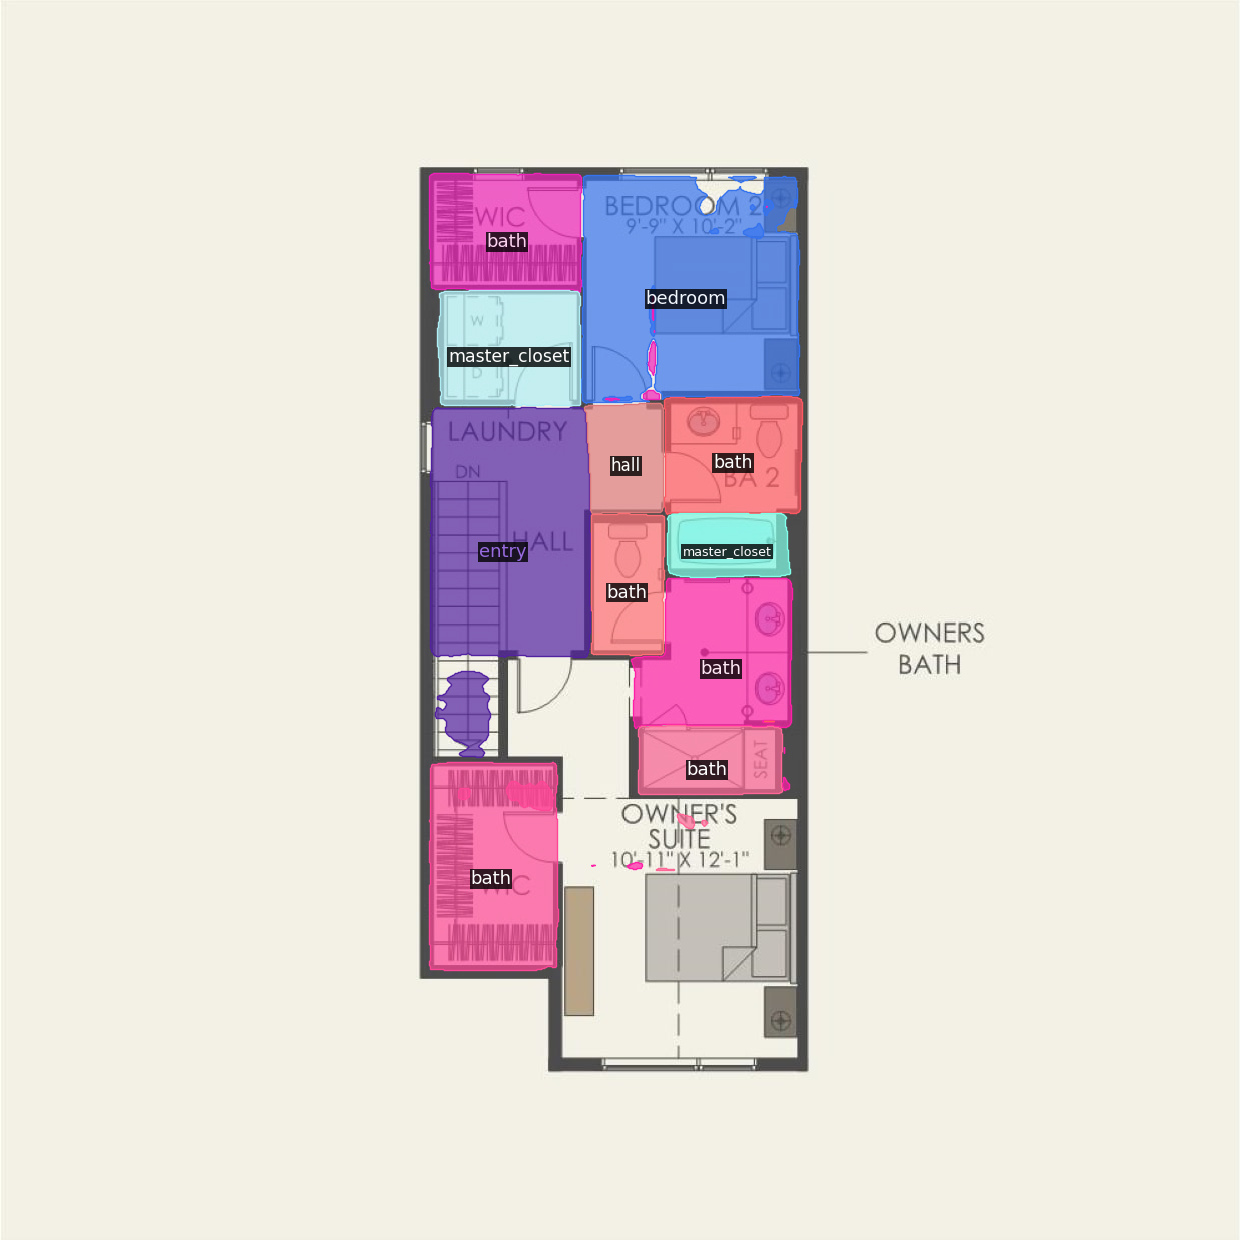 WIC
bath
BEDROOM 2
9'-9" X 10'-2"
bedroom
W
master_closet
D
LAUNDRY
DN
HALL
entry
hall
bath
BA 2
master_closet
bath
bath
OWNERS
BATH
bath
SEAT
OWNER'S
SUITE
10'-11" X 12'-1"
bath
WIC